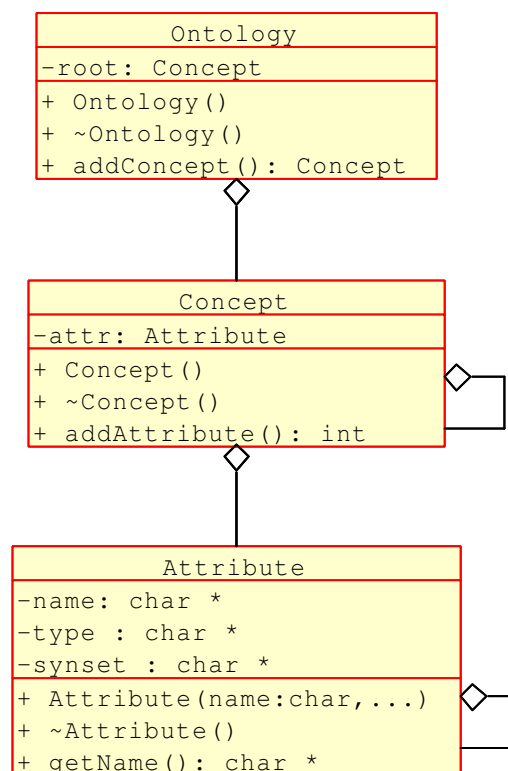 Ontology
-root: Concept
+ Ontology()
+ ~Ontology()
+ addConcept(): Concept
Concept
-attr: Attribute
+ Concept()
+ ~Concept()
+ addAttribute(): int
Attribute
-name: char *
-type : char *
-synset : char *
+ Attribute(name:char,...)
+ ~Attribute()
+ getName(): char *